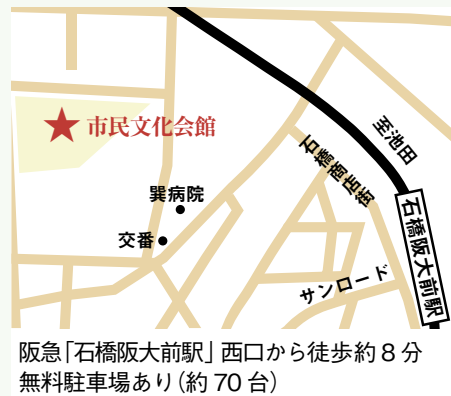 市民文化会館
至池田
石橋商店街
巽病院
石橋阪大前駅
交番
サンロード
阪急「石橋阪大前駅」西口から徒歩約8分
無料駐車場あり(約70台)